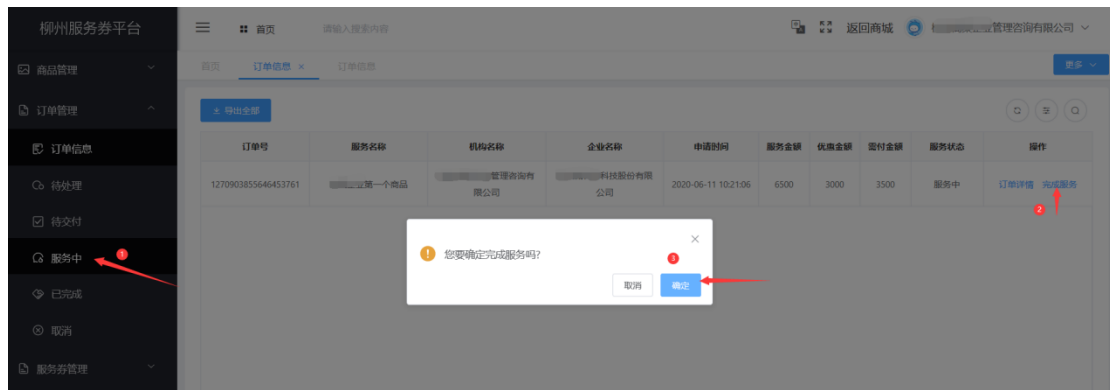 柳州服务券平台
首页
请输入搜索内容
返回商城
管理咨询有限公司
商品管理
首页 订单信息 × 订单信息
更多
订单管理
导出全部
订单信息
订单号 服务名称 机构名称 企业名称 申请时间 服务金额 优惠金额 需付金额 服务状态 操作
待处理
1270903855646453761 第一个商品 管理咨询有 科技股份有限 2020-06-11 10:21:06 6500 3000 3500 服务中 订单详情 完成服务
限公司 公司
2
待交付
您要确定完成服务吗?
服务中 1
3
取消 确定
已完成
取消
服务券管理